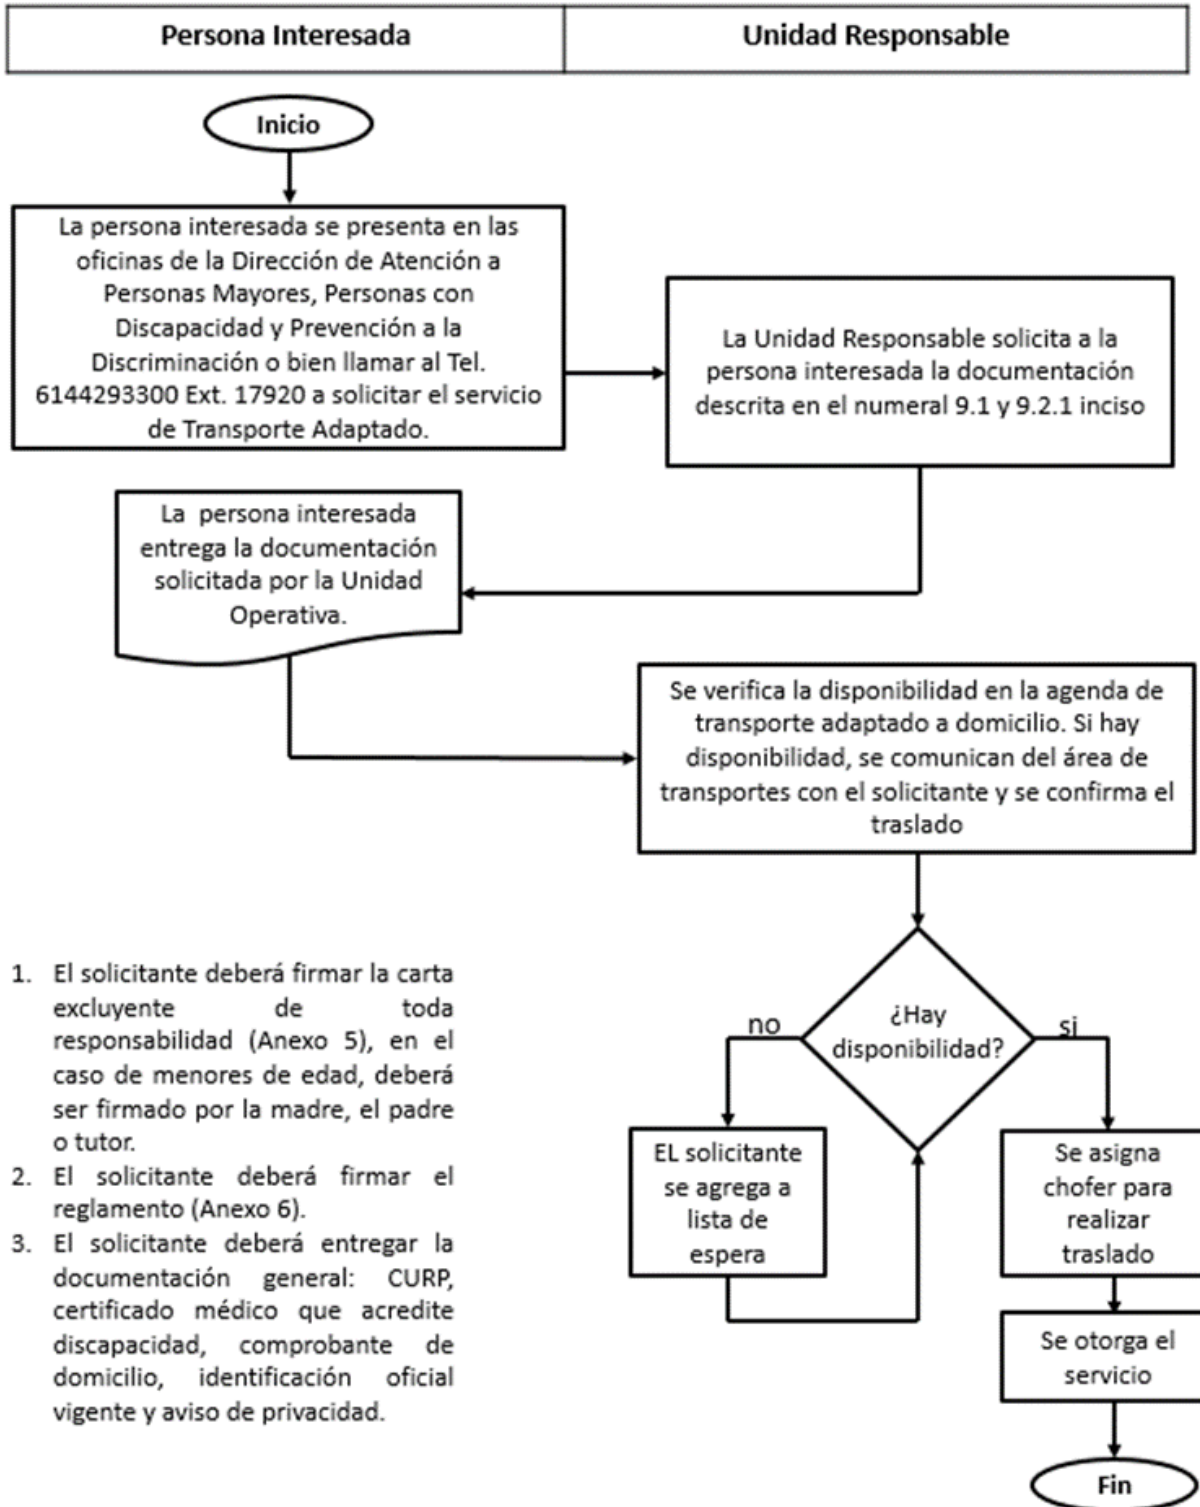 Persona Interesada
Unidad Responsable
Inicio
La persona interesada se presenta en las
oficinas de la Dirección de Atención a
Personas Mayores, Personas con
Discapacidad y Prevención a la
Discriminación o bien llamar al Tel.
6144293300 Ext. 17920 a solicitar el servicio
de Transporte Adaptado.
La Unidad Responsable solicita a la
persona interesada la documentación
descrita en el numeral 9.1 y 9.2.1 inciso
La persona interesada
entrega la documentación
solicitada por la Unidad
Operativa.
Se verifica la disponibilidad en la agenda de
transporte adaptado a domicilio. Si hay
disponibilidad, se comunican del área de
transportes con el solicitante y se confirma el
traslado
¿Hay
disponibilidad?
no
si
EL solicitante
se agrega a
lista de
espera
Se asigna
chofer para
realizar
traslado
Se otorga el
servicio
Fin
1. El solicitante deberá firmar la carta
excluyente de toda
responsabilidad (Anexo 5), en el
caso de menores de edad, deberá
ser firmado por la madre, el padre
o tutor.
2. El solicitante deberá firmar el
reglamento (Anexo 6).
3. El solicitante deberá entregar la
documentación general: CURP,
certificado médico que acredite
discapacidad, comprobante de
domicilio, identificación oficial
vigente y aviso de privacidad.